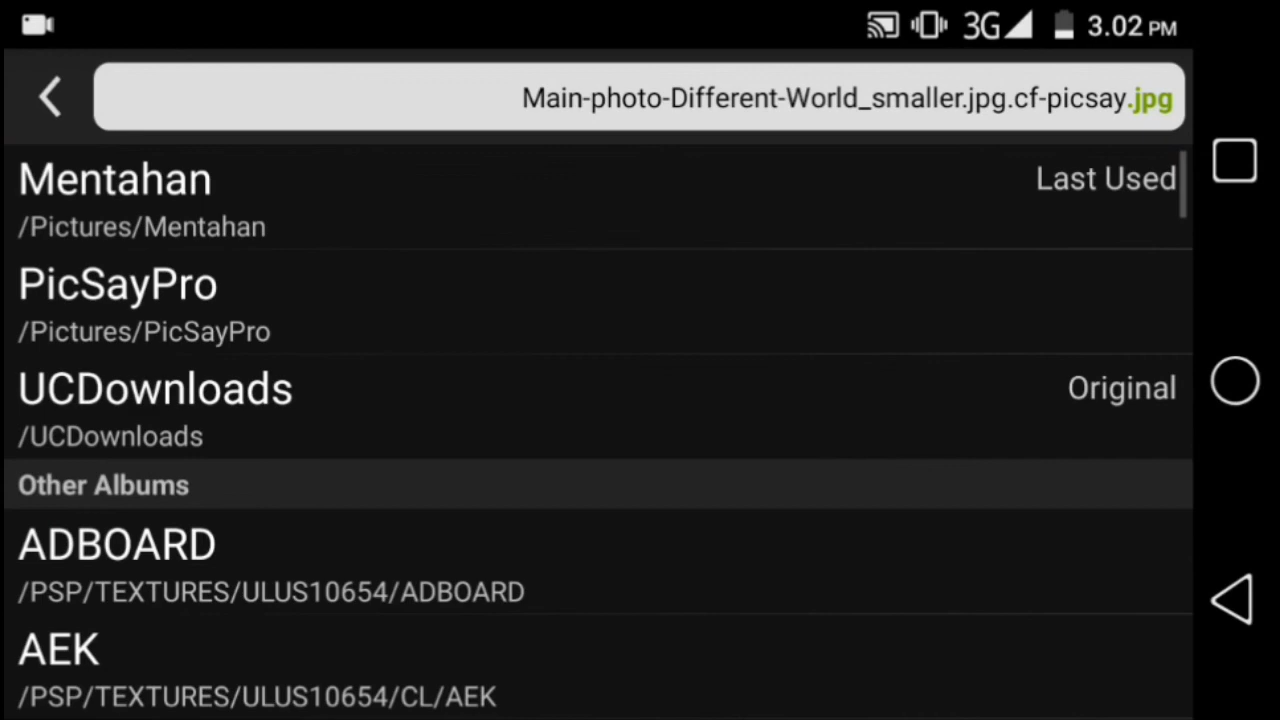 3G 3.02 PM
Main-photo-Different-World_smaller.jpg.cf-picsay.jpg
Mentahan Last Used
/Pictures/Mentahan
PicSayPro
/Pictures/PicSayPro
UCDownloads Original
/UCDownloads
Other Albums
ADBOARD
/PSP/TEXTURES/ULUS10654/ADBOARD
AEK
/PSP/TEXTURES/ULUS10654/CL/AEK